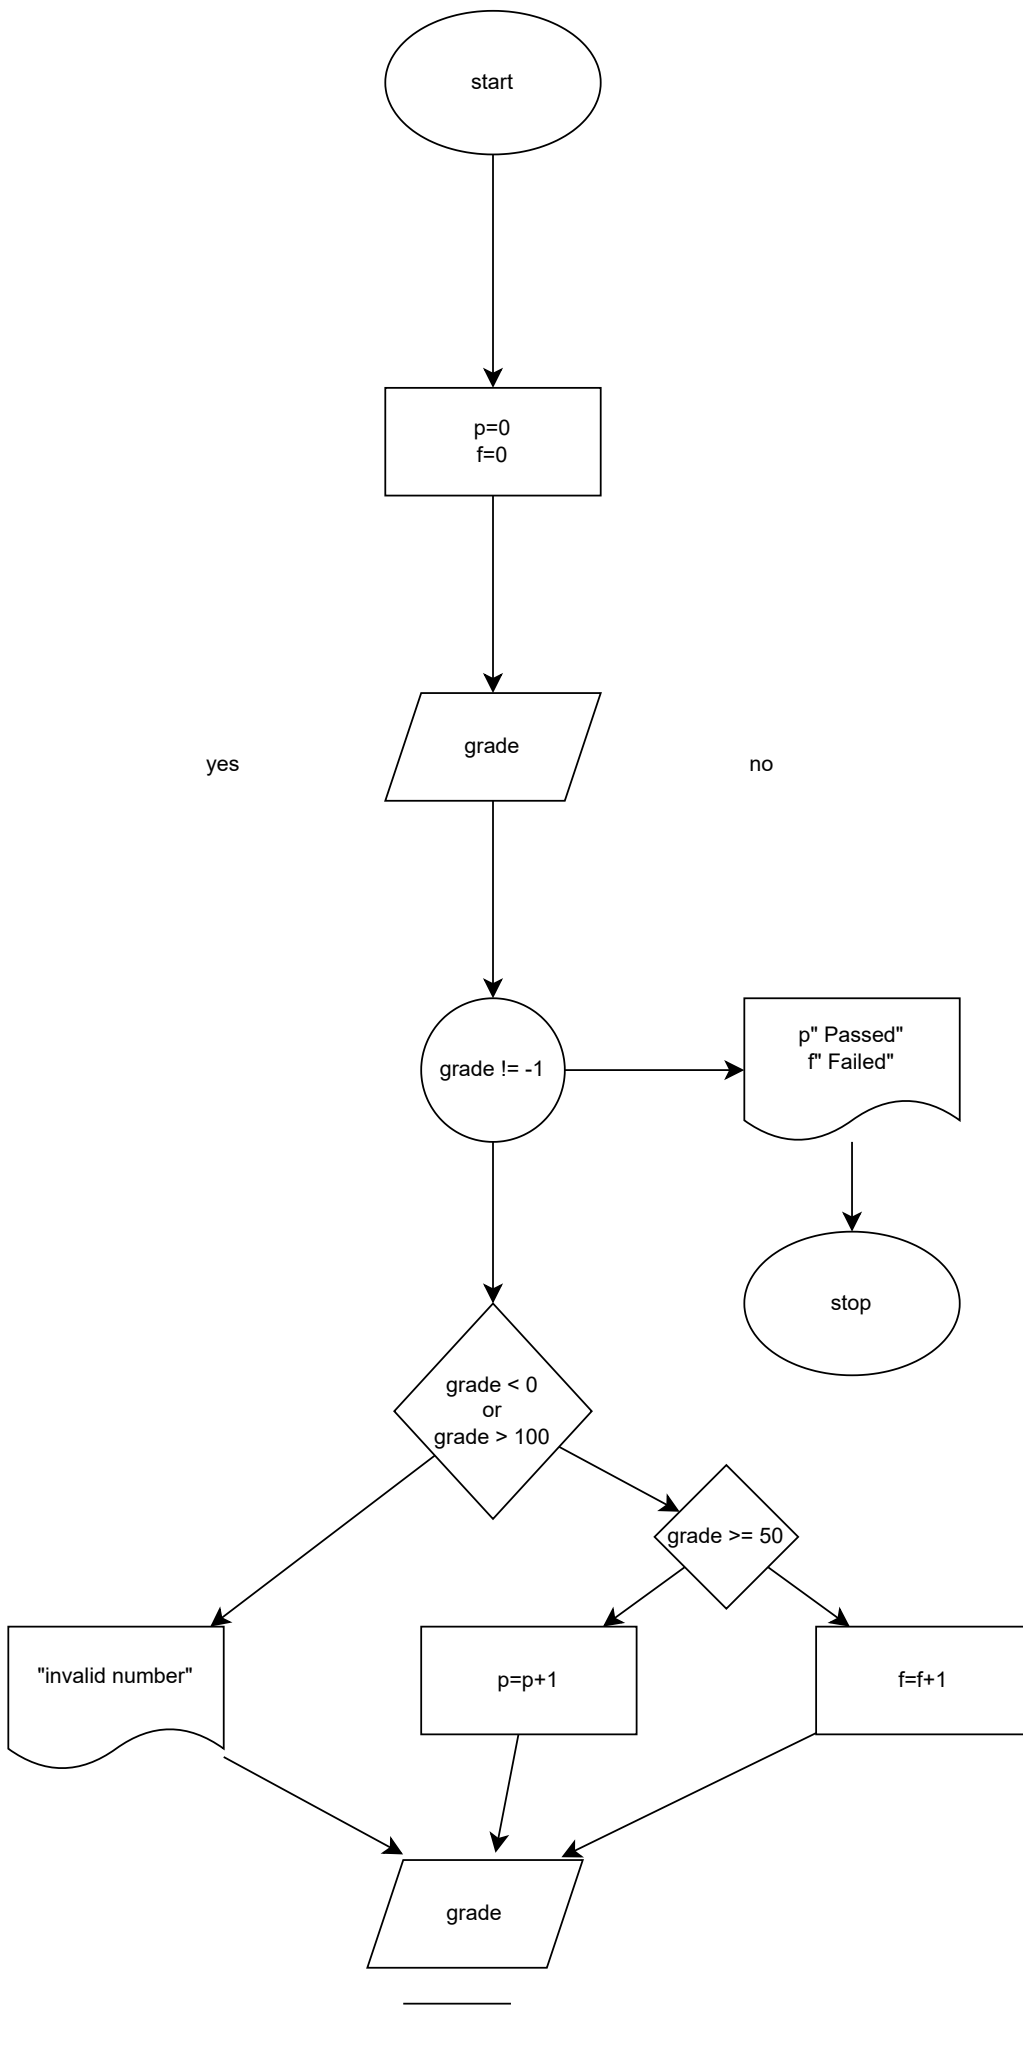 start
p=0
f=0
grade
yes
no
grade != -1
p" Passed"
f" Failed"
stop
grade < 0
or
grade > 100
grade >= 50
"invalid number"
p=p+1
f=f+1
grade